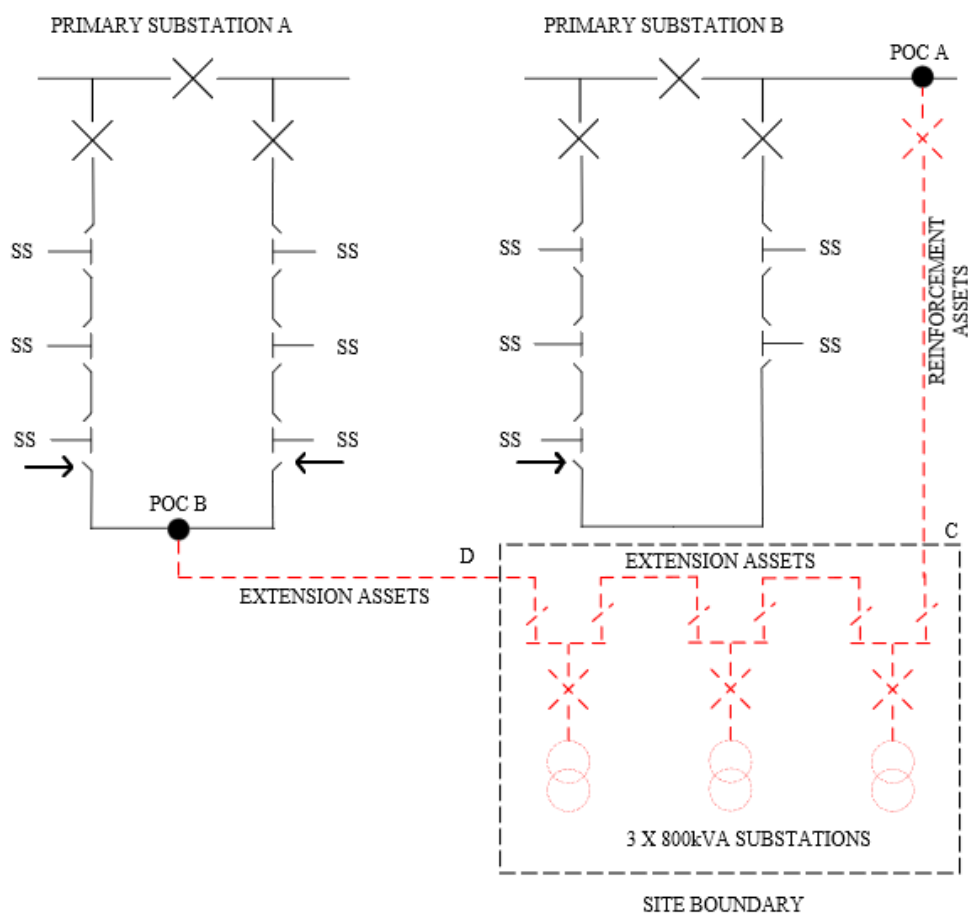 PRIMARY SUBSTATION A
PRIMARY SUBSTATION B
POC A
SS
SS
SS
SS
SS
SS
SS
SS
SS
SS
SS
REINFORCEMENT
ASSETS
POC B
D
C
EXTENSION ASSETS
EXTENSION ASSETS
3 X 800kVA SUBSTATIONS
SITE BOUNDARY